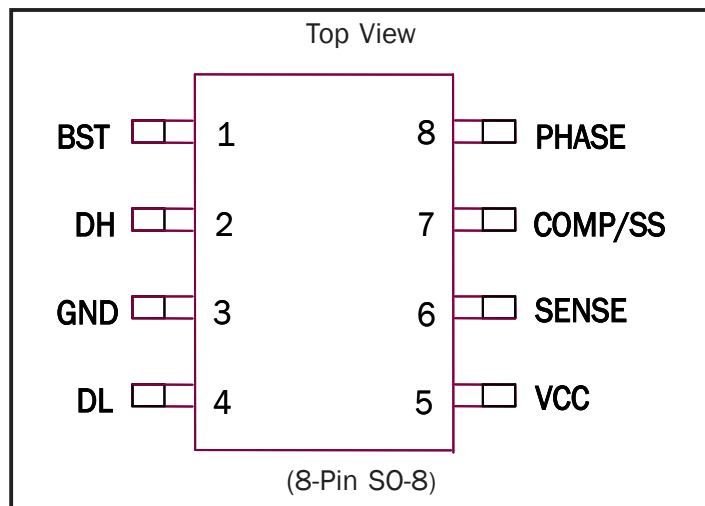 Top View
BST 1 8 PHASE
DH 2 7 COMP/SS
GND 3 6 SENSE
DL 4 5 VCC
(8-Pin SO-8)